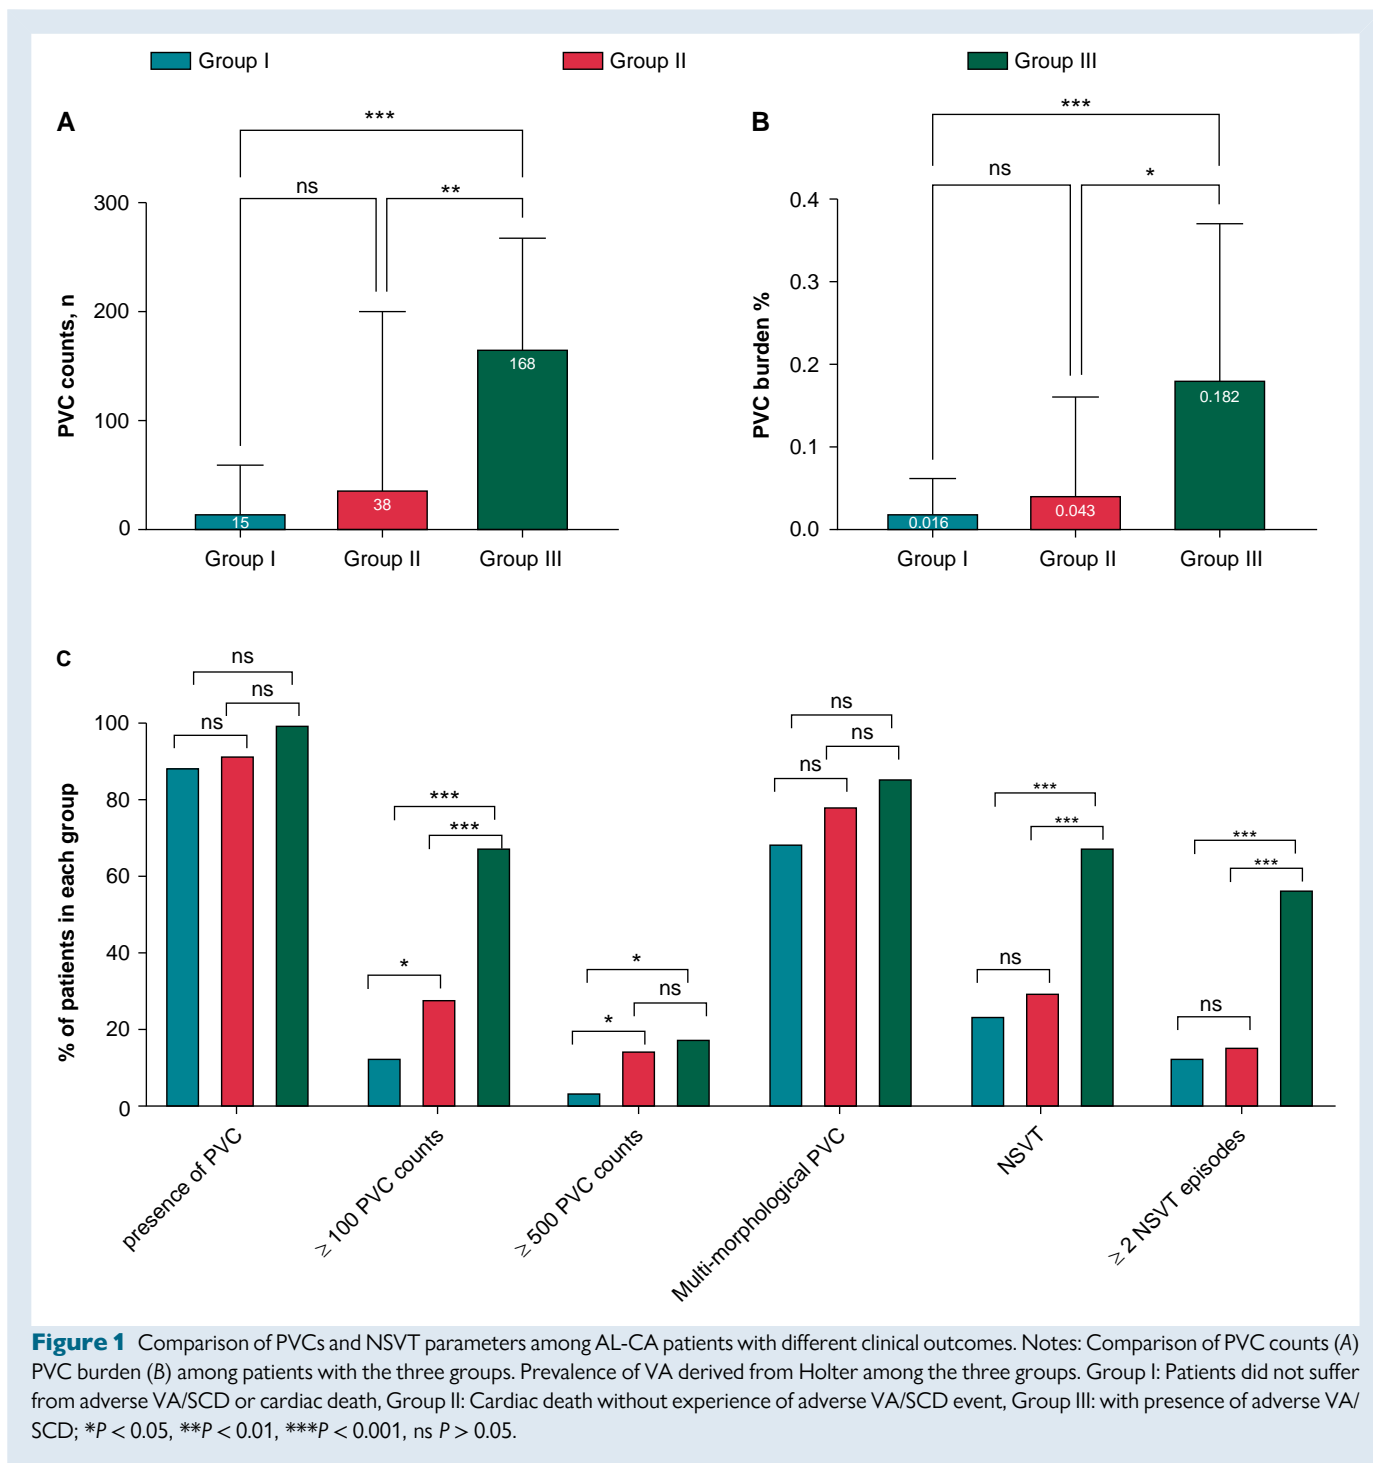 Group I Group II Group III
A
***
ns **
300
200
100
0
PVC counts, n
15
38
168
Group I Group II Group III
B
***
ns *
0.4
0.3
0.2
0.1
0.0
PVC burden %
0.016
0.043
0.182
Group I Group II Group III
C
100
80
60
40
20
0
% of patients in each group
ns
ns
ns
***
***
*
*
ns
*
ns
ns
ns
***
***
ns
***
***
ns
presence of PVC
≥ 100 PVC counts
≥ 500 PVC counts
Multi-morphological PVC
NSVT
≥ 2 NSVT episodes
Figure 1 Comparison of PVCs and NSVT parameters among AL-CA patients with different clinical outcomes. Notes: Comparison of PVC counts (A)
PVC burden (B) among patients with the three groups. Prevalence of VA derived from Holter among the three groups. Group I: Patients did not suffer
from adverse VA/SCD or cardiac death, Group II: Cardiac death without experience of adverse VA/SCD event, Group III: with presence of adverse VA/
SCD; *P < 0.05, **P < 0.01, ***P < 0.001, ns P > 0.05.